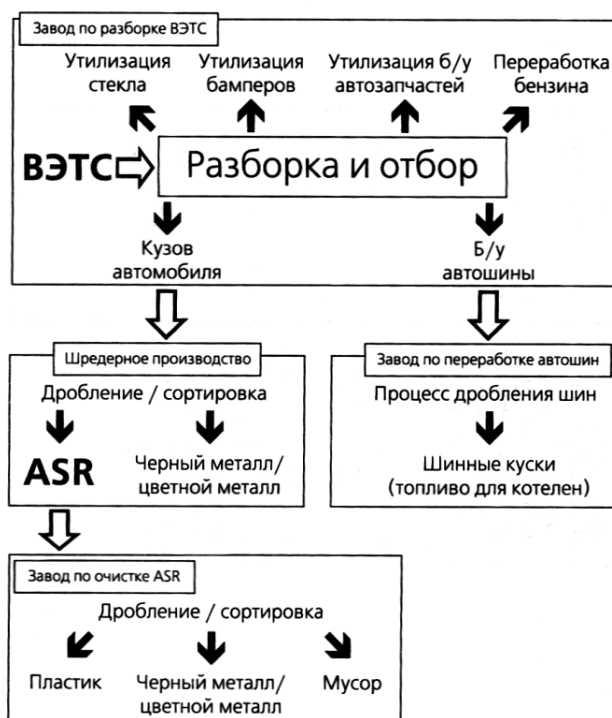 Завод по разборке ВЭТС
Утилизация
стекла
Утилизация
бамперов
Утилизация б/у
автозапчастей
Переработка
бензина
ВЭТС
Разборка и отбор
Кузов
автомобиля
Б/у
автошины
Шредерное производство
Дробление / сортировка
ASR
Черный металл/
цветной металл
Завод по переработке автошин
Процесс дробления шин
Шинные куски
(топливо для котелен)
Завод по очистке ASR
Дробление / сортировка
Пластик
Черный металл/
цветной металл
Мусор